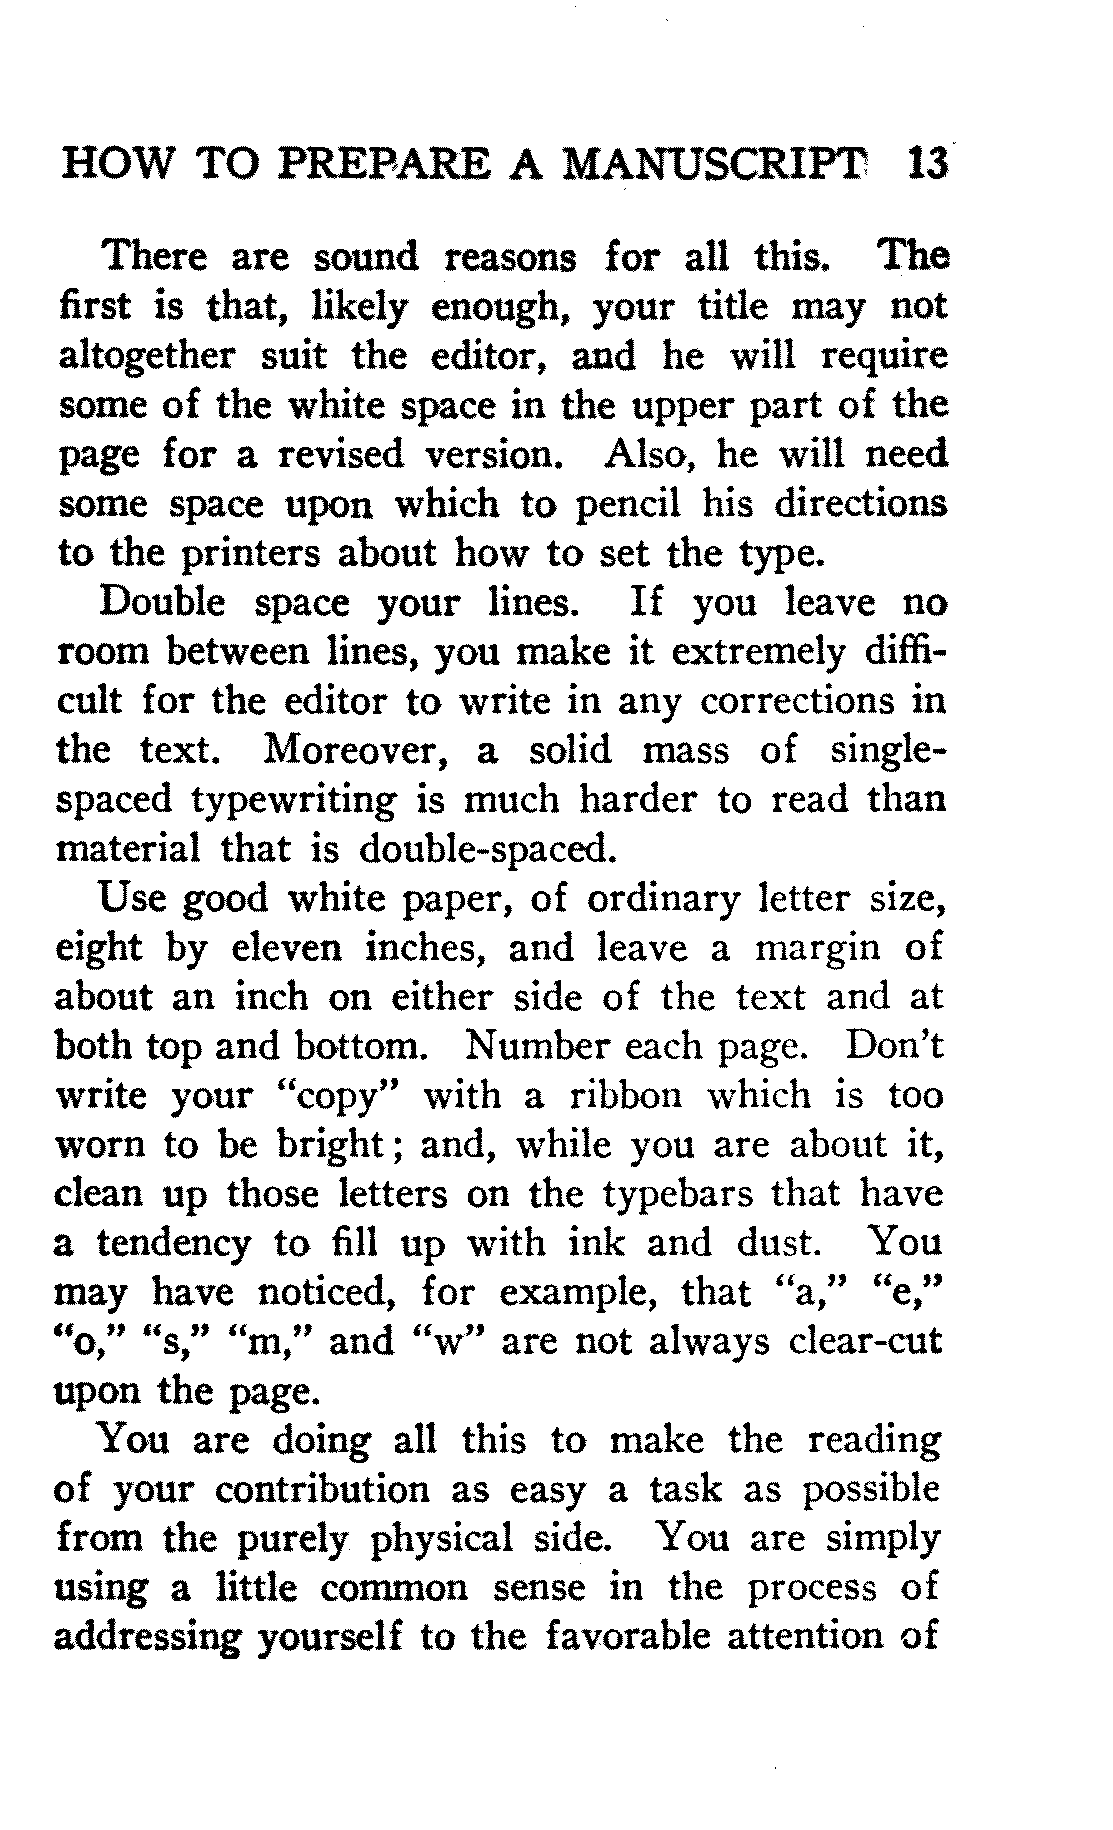 HOW TO PREPARE A MANUSCRIPT 13
There are sound reasons for all this. The
first is that, likely enough, your title may not
altogether suit the editor, and he will require
some of the white space in the upper part of the
page for a revised version. Also, he will need
some space upon which to pencil his directions
to the printers about how to set the type.
Double space your lines. If you leave no
room between lines, you make it extremely diffi-
cult for the editor to write in any corrections in
the text. Moreover, a solid mass of single-
spaced typewriting is much harder to read than
material that is double-spaced.
Use good white paper, of ordinary letter size,
eight by eleven inches, and leave a margin of
about an inch on either side of the text and at
both top and bottom. Number each page. Don't
write your “copy” with a ribbon which is too
worn to be bright; and, while you are about it,
clean up those letters on the typebars that have
a tendency to fill up with ink and dust. You
may have noticed, for example, that “a,” “e,”
“o,” “s,” “m,” and “w” are not always clear-cut
upon the page.
You are doing all this to make the reading
of your contribution as easy a task as possible
from the purely physical side. You are simply
using a little common sense in the process of
addressing yourself to the favorable attention of